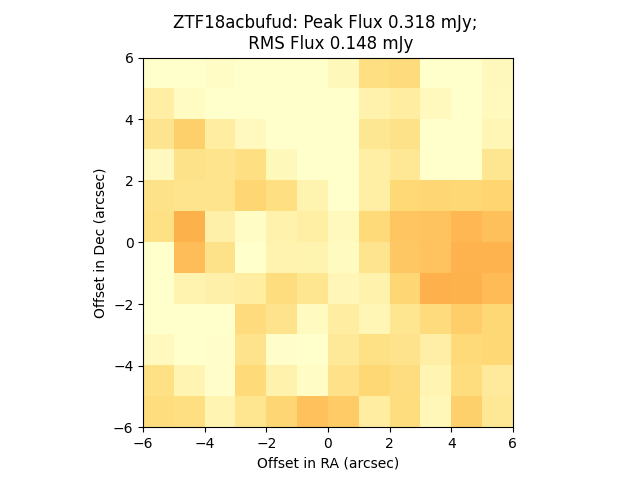 ZTF18acbufud: Peak Flux 0.318 mJy;
RMS Flux 0.148 mJy
6
4
2
0
−2
−4
−6
Offset in Dec (arcsec)
−6 −4 −2 0 2 4 6
Offset in RA (arcsec)